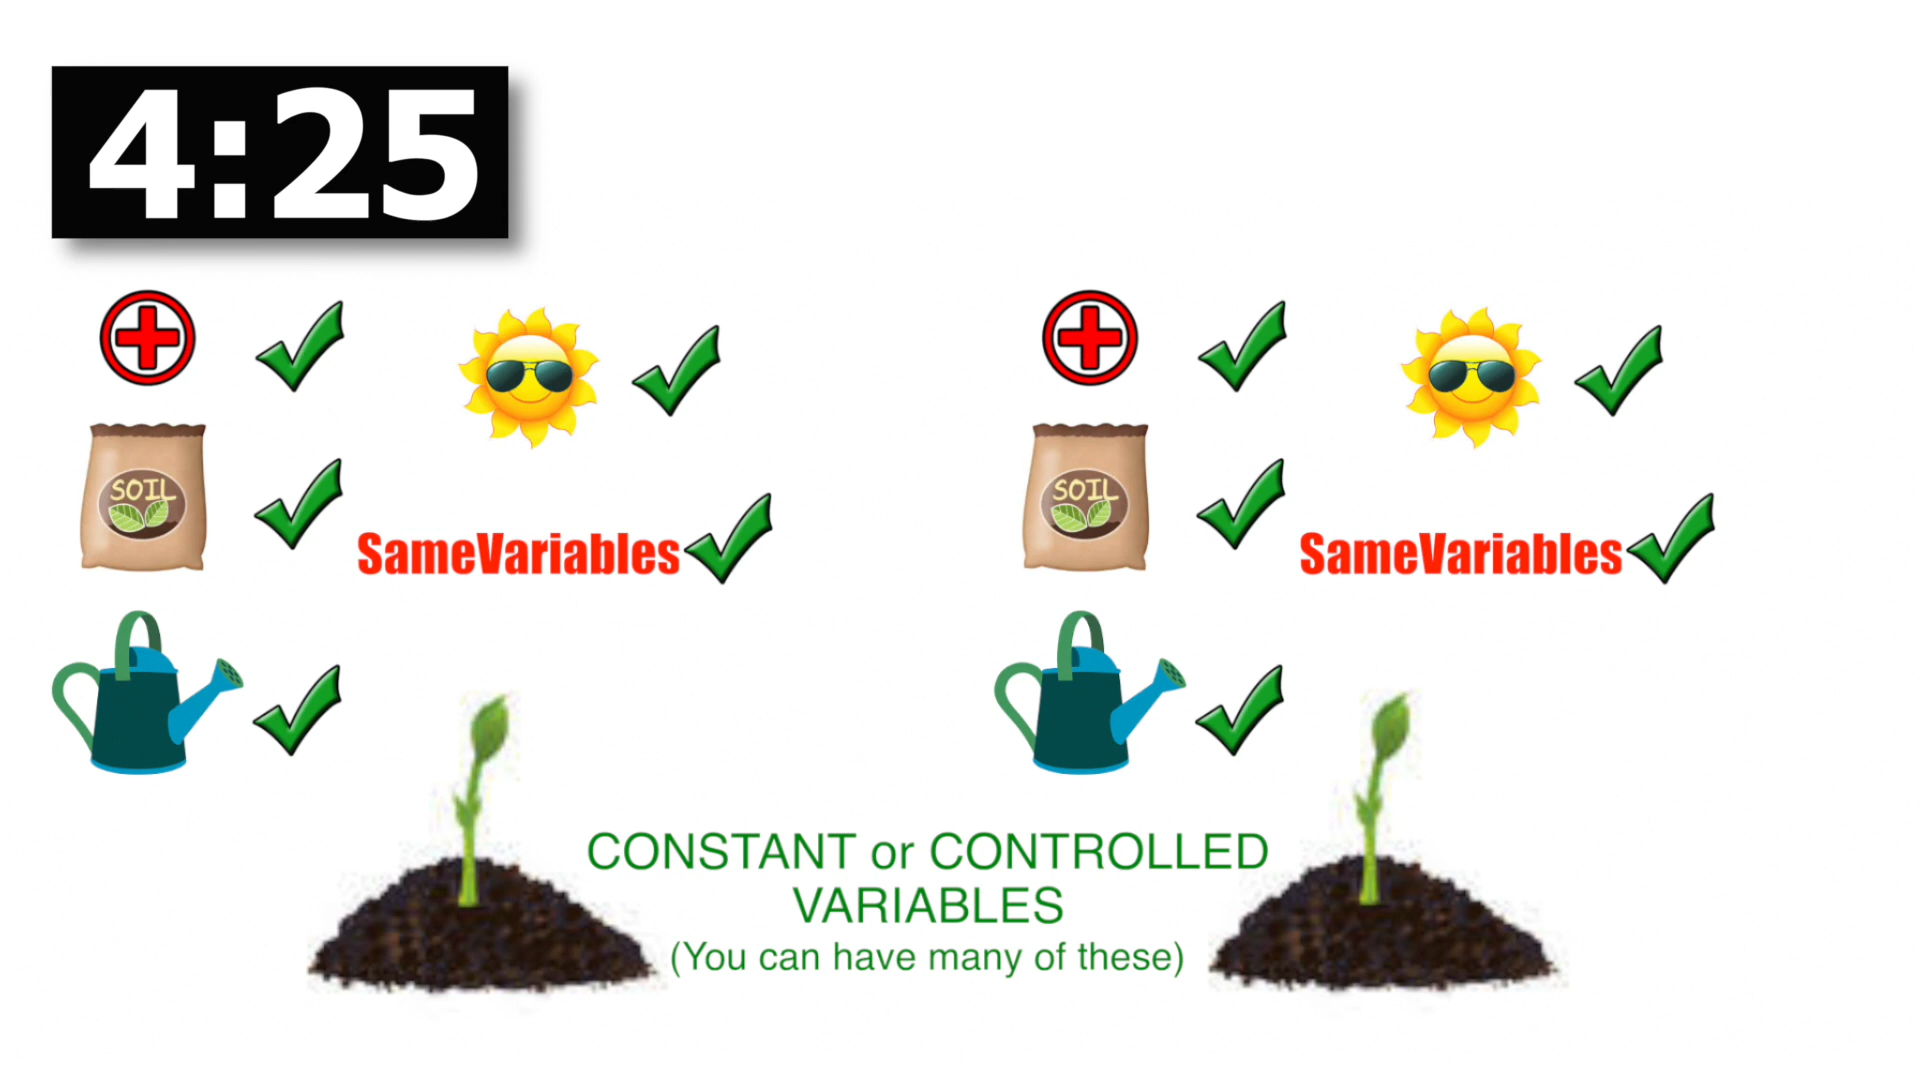 4:25
SOIL
SameVariables
SOIL
SameVariables
CONSTANT or CONTROLLED
VARIABLES
(You can have many of these)